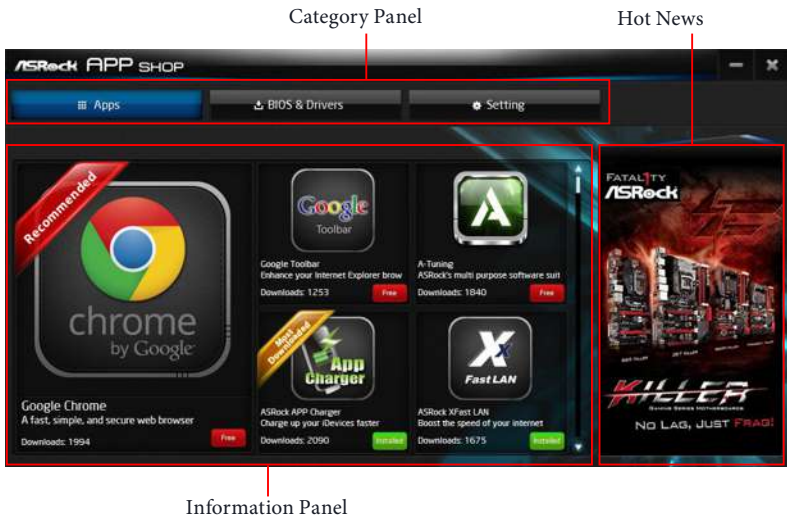 Category Panel
Hot News
ASRock APP SHOP
Apps
BIOS & Drivers
Setting
Recommended
chrome
by Google
Google Chrome
A fast, simple, and secure web browser
Downloads: 1994
Free
Google
Toolbar
Google Toolbar
Enhance your Internet Explorer brow
Downloads: 1253
Free
A-Tuning
ASRock's multi purpose software suit
Downloads: 1840
Free
Most
Downloaded
App
Charger
ASRock APP Charger
Charge up your iDevices faster
Downloads: 2090
Installed
X
Fast LAN
ASRock XFast LAN
Boost the speed of your internet
Downloads: 1675
Installed
FATAL1TY
ASRock
KILLER
GAMING SERIES MOTHERBOARDS
NO LAG, JUST FRAG!
Information Panel